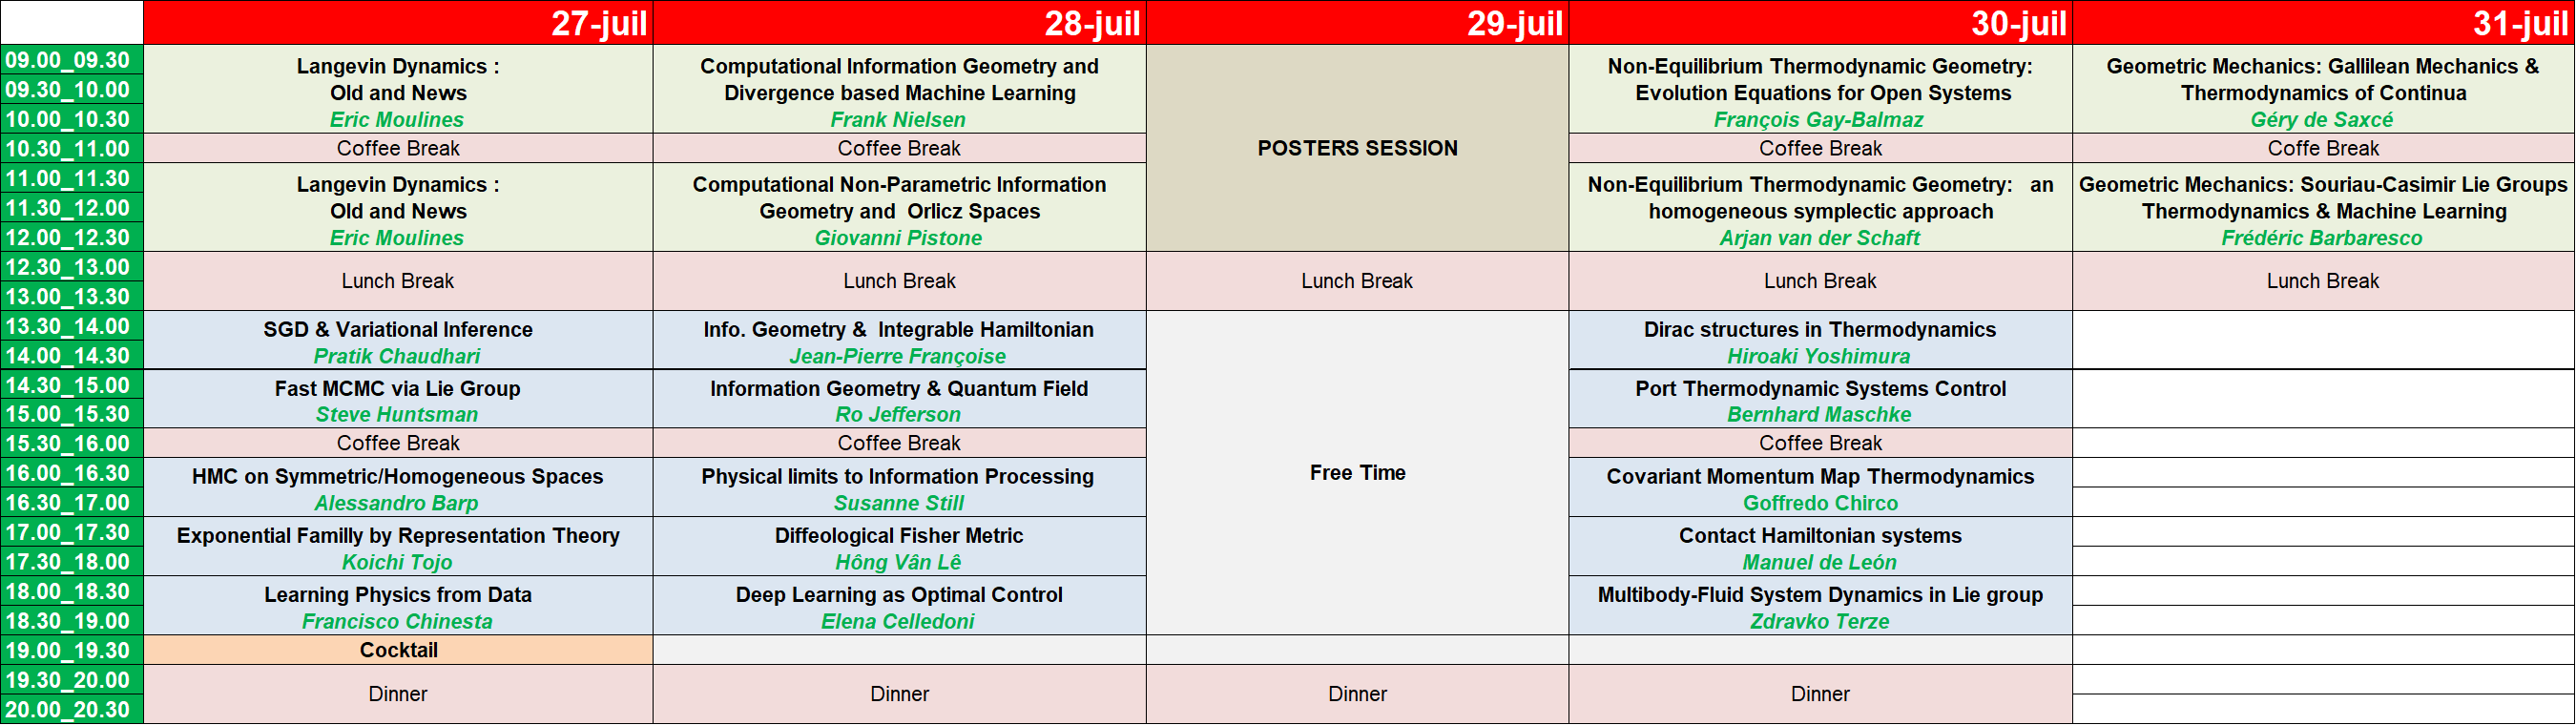 27-juil 28-juil 29-juil 30-juil 31-juil
09.00_09.30
09.30_10.00
10.00_10.30
Langevin Dynamics :
Old and News
Eric Moulines
Computational Information Geometry and
Divergence based Machine Learning
Frank Nielsen
POSTERS SESSION
Non-Equilibrium Thermodynamic Geometry:
Evolution Equations for Open Systems
François Gay-Balmaz
Geometric Mechanics: Gallilean Mechanics &
Thermodynamics of Continua
Géry de Saxcé
10.30_11.00 Coffee Break Coffee Break Coffee Break Coffe Break
11.00_11.30
11.30_12.00
12.00_12.30
Langevin Dynamics :
Old and News
Eric Moulines
Computational Non-Parametric Information
Geometry and Orlicz Spaces
Giovanni Pistone
Non-Equilibrium Thermodynamic Geometry: an
homogeneous symplectic approach
Arjan van der Schaft
Geometric Mechanics: Souriau-Casimir Lie Groups
Thermodynamics & Machine Learning
Frédéric Barbaresco
12.30_13.00
13.00_13.30
Lunch Break Lunch Break Lunch Break Lunch Break Lunch Break
13.30_14.00
14.00_14.30
SGD & Variational Inference
Pratik Chaudhari
Info. Geometry & Integrable Hamiltonian
Jean-Pierre Françoise
Free Time
Dirac structures in Thermodynamics
Hiroaki Yoshimura
14.30_15.00
15.00_15.30
Fast MCMC via Lie Group
Steve Huntsman
Information Geometry & Quantum Field
Ro Jefferson
Port Thermodynamic Systems Control
Bernhard Maschke
15.30_16.00 Coffee Break Coffee Break Coffee Break
16.00_16.30
16.30_17.00
HMC on Symmetric/Homogeneous Spaces
Alessandro Barp
Physical limits to Information Processing
Susanne Still
Covariant Momentum Map Thermodynamics
Goffredo Chirco
17.00_17.30
17.30_18.00
Exponential Familly by Representation Theory
Koichi Tojo
Diffeological Fisher Metric
Hông Vân Lê
Contact Hamiltonian systems
Manuel de León
18.00_18.30
18.30_19.00
Learning Physics from Data
Francisco Chinesta
Deep Learning as Optimal Control
Elena Celledoni
Multibody-Fluid System Dynamics in Lie group
Zdravko Terze
19.00_19.30 Cocktail
19.30_20.00
20.00_20.30
Dinner Dinner Dinner Dinner